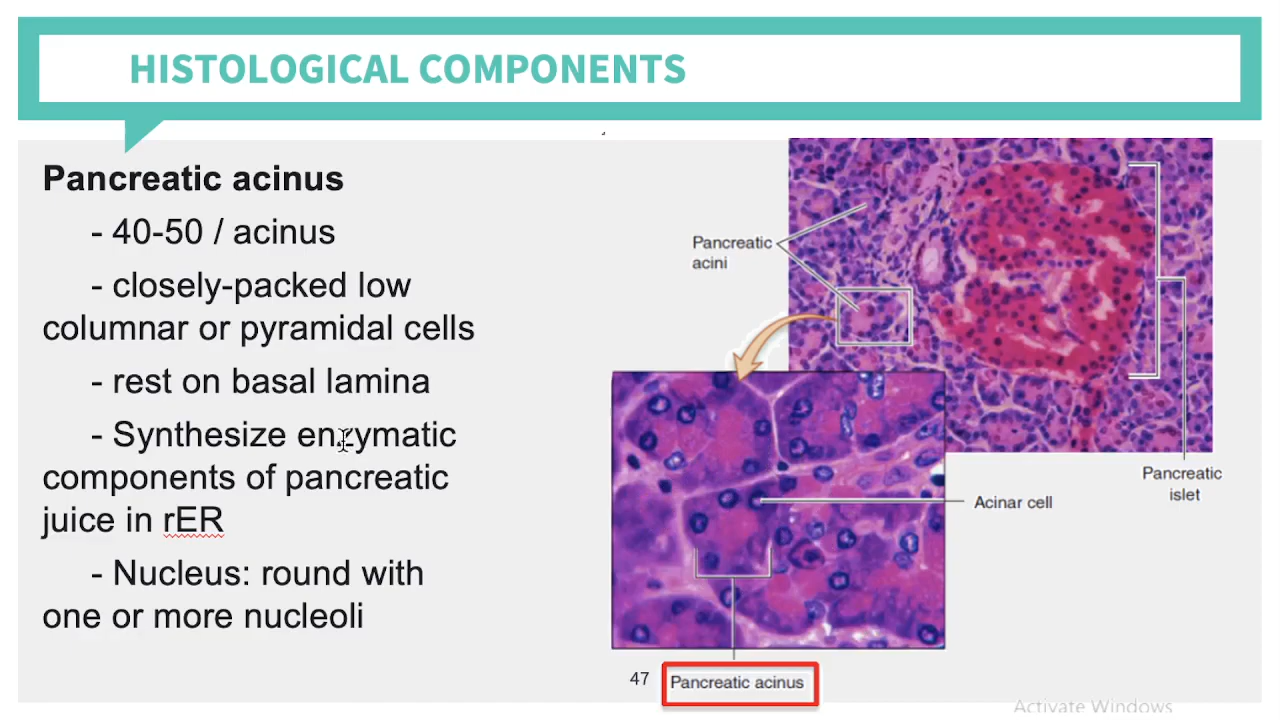 HISTOLOGICAL COMPONENTS
Pancreatic acinus
- 40-50 / acinus
- closely-packed low
columnar or pyramidal cells
- rest on basal lamina
- Synthesize enzymatic
components of pancreatic
juice in rER
- Nucleus: round with
one or more nucleoli
Pancreatic
acini
Pancreatic
islet
Acinar cell
47
Pancreatic acinus
Activate Windows